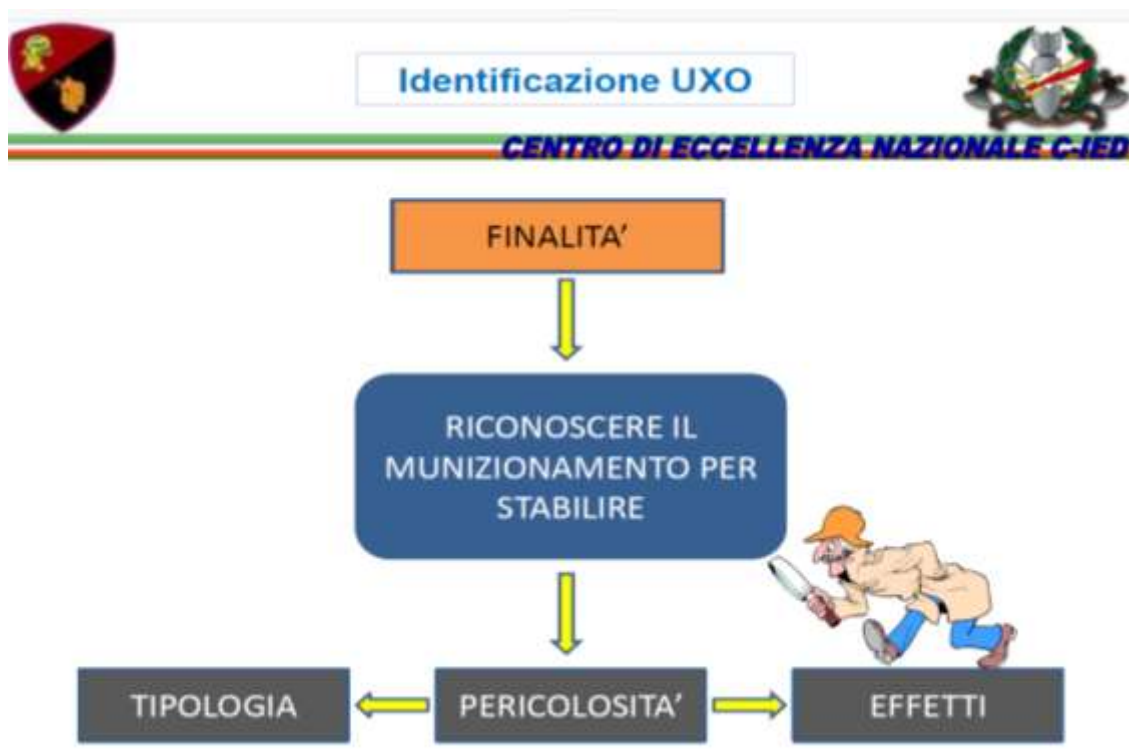 Identificazione UXO
CENTRO DI ECCELLENZA NAZIONALE C-IED
FINALITA’
RICONOSCERE IL
MUNIZIONAMENTO PER
STABILIRE
TIPOLOGIA
PERICOLOSITA’
EFFETTI